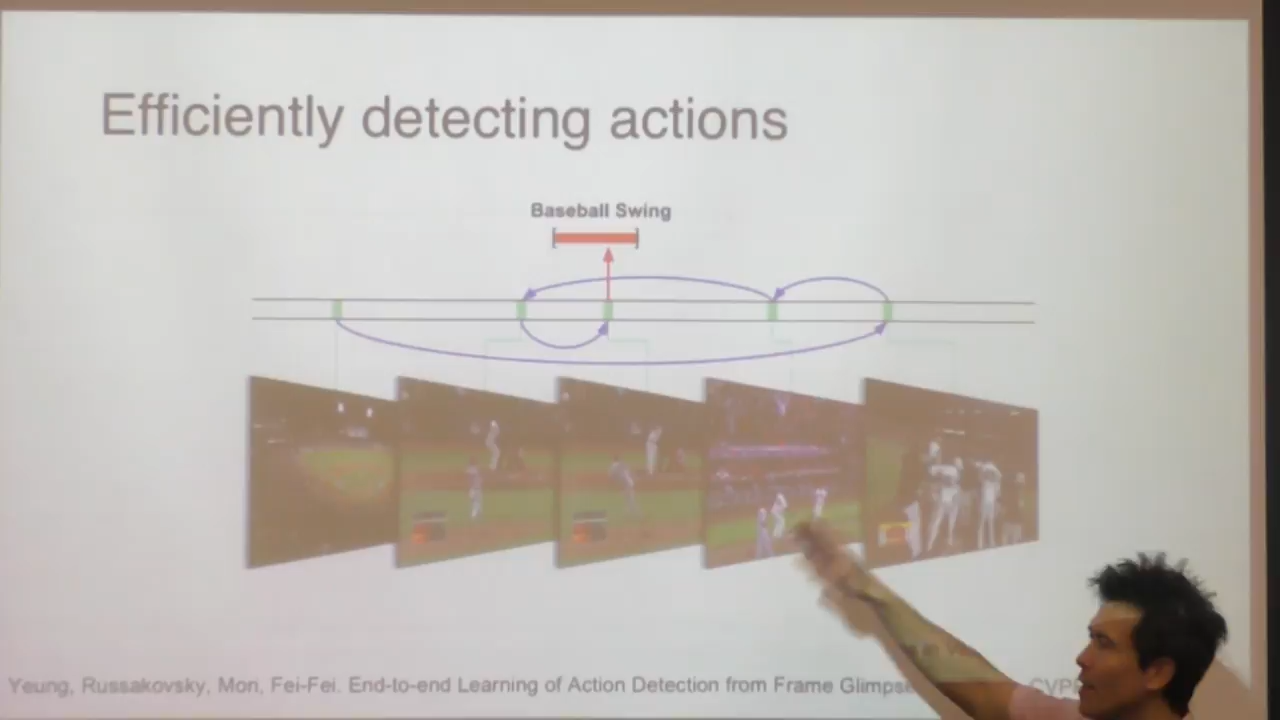 Efficiently detecting actions
Baseball Swing
Yeung, Russakovsky, Mori, Fei-Fei. End-to-end Learning of Action Detection from Frame Glimpse